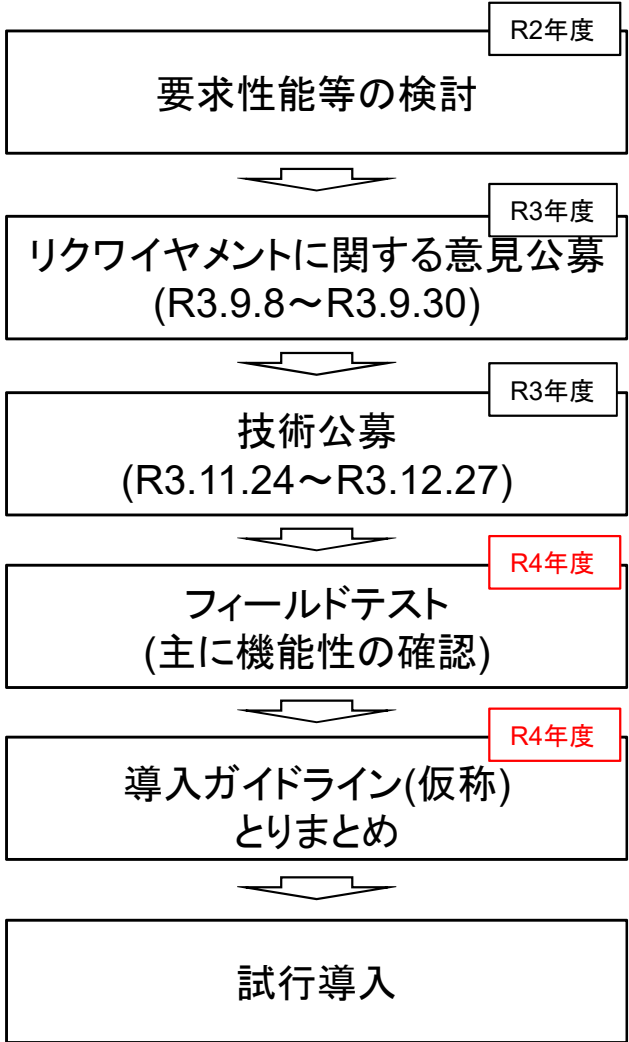 R2年度
要求性能等の検討
R3年度
リクワイヤメントに関する意見公募
(R3.9.8～R3.9.30)
R3年度
技術公募
(R3.11.24～R3.12.27)
R4年度
フィールドテスト
(主に機能性の確認)
R4年度
導入ガイドライン(仮称)
とりまとめ
試行導入